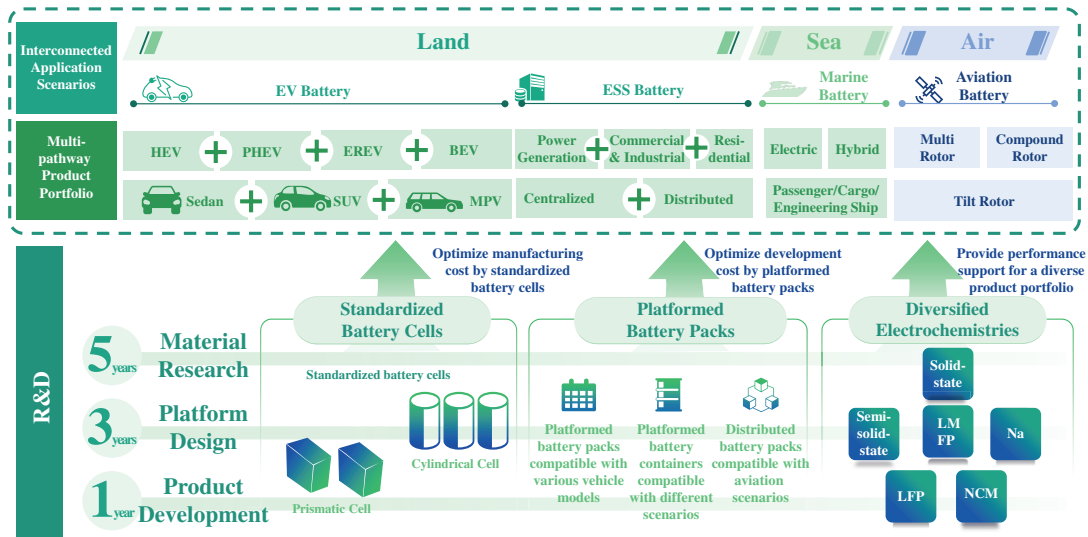 Interconnected
Application
Scenarios
Land
Sea
Air
EV Battery
ESS Battery
Marine
Battery
Aviation
Battery
Multi-
pathway
Product
Portfolio
HEV
PHEV
EREV
BEV
Power
Generation
Commercial
& Industrial
Resi-
dential
Electric
Hybrid
Multi
Rotor
Compound
Rotor
Sedan
SUV
MPV
Centralized
Distributed
Passenger/Cargo/
Engineering Ship
Tilt Rotor
Optimize manufacturing
cost by standardized
battery cells
Optimize development
cost by platformed
battery packs
Provide performance
support for a diverse
product portfolio
R&D
Standardized
Battery Cells
Platformed
Battery Packs
Diversified
Electrochemistries
5 years
Material
Research
3 years
Platform
Design
1 year
Product
Development
Standardized battery cells
Cylindrical Cell
Prismatic Cell
Platformed
battery packs
compatible with
various vehicle
models
Platformed
battery
containers
compatible
with different
scenarios
Distributed
battery packs
compatible with
aviation
scenarios
Solid-
state
Semi-
solid-
state
LM
FP
Na
LFP
NCM